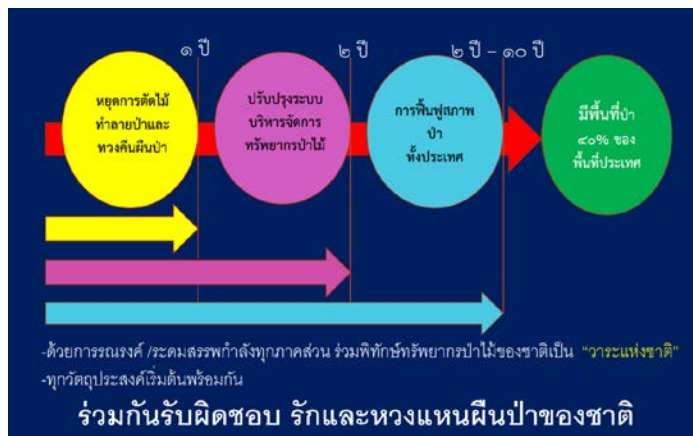 ๑ ปี
๒ ปี
๒ ปี – ๑๐ ปี
หยุดการตัดไม้
ทำลายป่าและ
ทวงคืนผืนป่า
ปรับปรุงระบบ
บริหารจัดการ
ทรัพยากรป่าไม้
การฟื้นฟูสภาพ
ป่า
ทั้งประเทศ
มีพื้นที่ป่า
๔๐% ของ
พื้นที่ประเทศ
-ด้วยการรณรงค์ /ระดมสรรพกำลังทุกภาคส่วน ร่วมพิทักษ์ทรัพยากรป่าไม้ของชาติเป็น "วาระแห่งชาติ"
-ทุกวัตถุประสงค์เริ่มต้นพร้อมกัน
ร่วมกันรับผิดชอบ รักและหวงแหนผืนป่าของชาติ